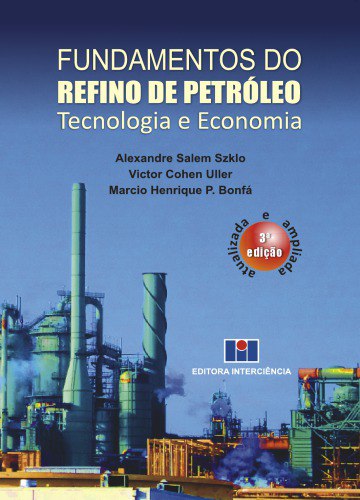 FUNDAMENTOS DO
REFINO DE PETRÓLEO
Tecnologia e Economia
Alexandre Salem Szklo
Victor Cohen Uller
Marcio Henrique P. Bonfá
atualizada e ampliada
3ª
edição
EDITORA INTERCIÊNCIA